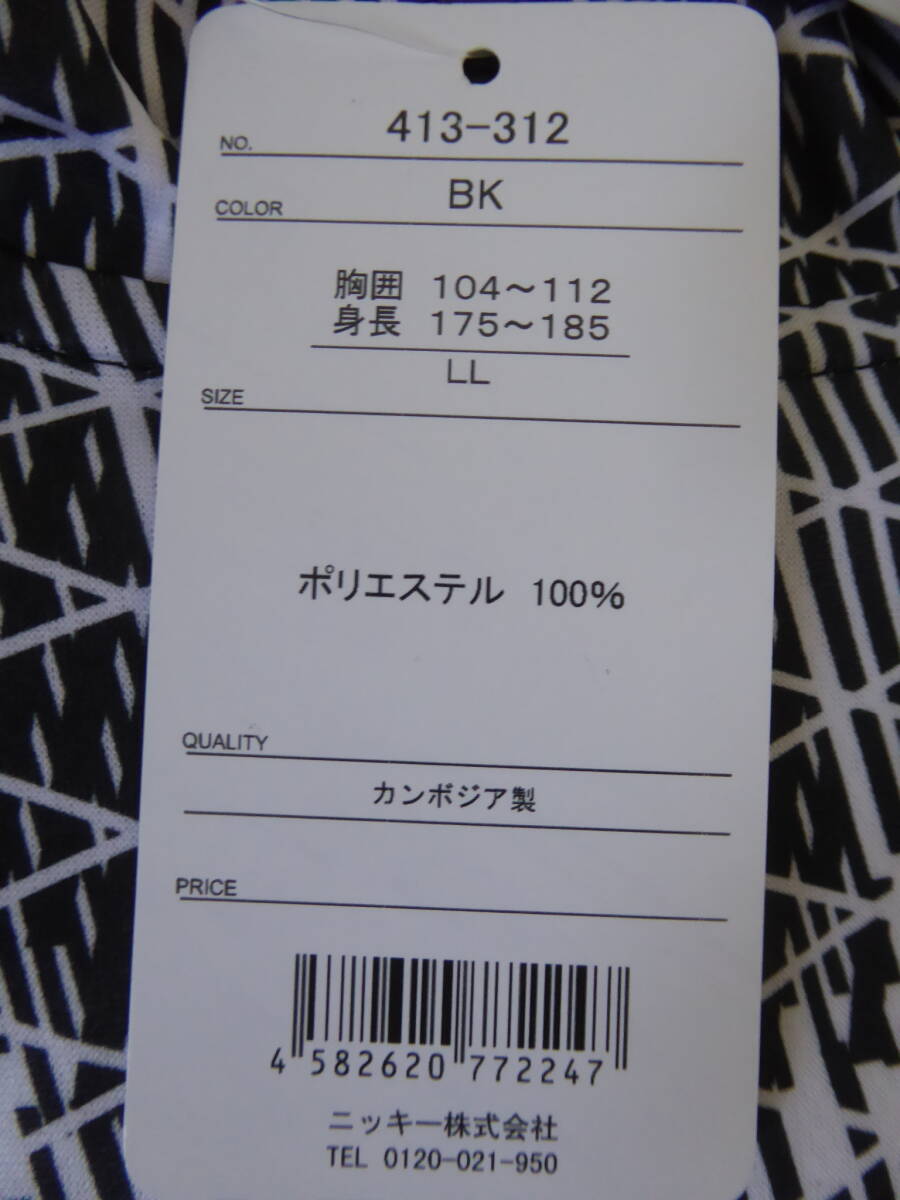 NO. 413-312
COLOR BK
胸囲 104～112
身長 175～185
LL
SIZE
ポリエステル 100%
QUALITY
カンボジア製
PRICE
4 582620 772247
ニッキー株式会社
TEL 0120-021-950